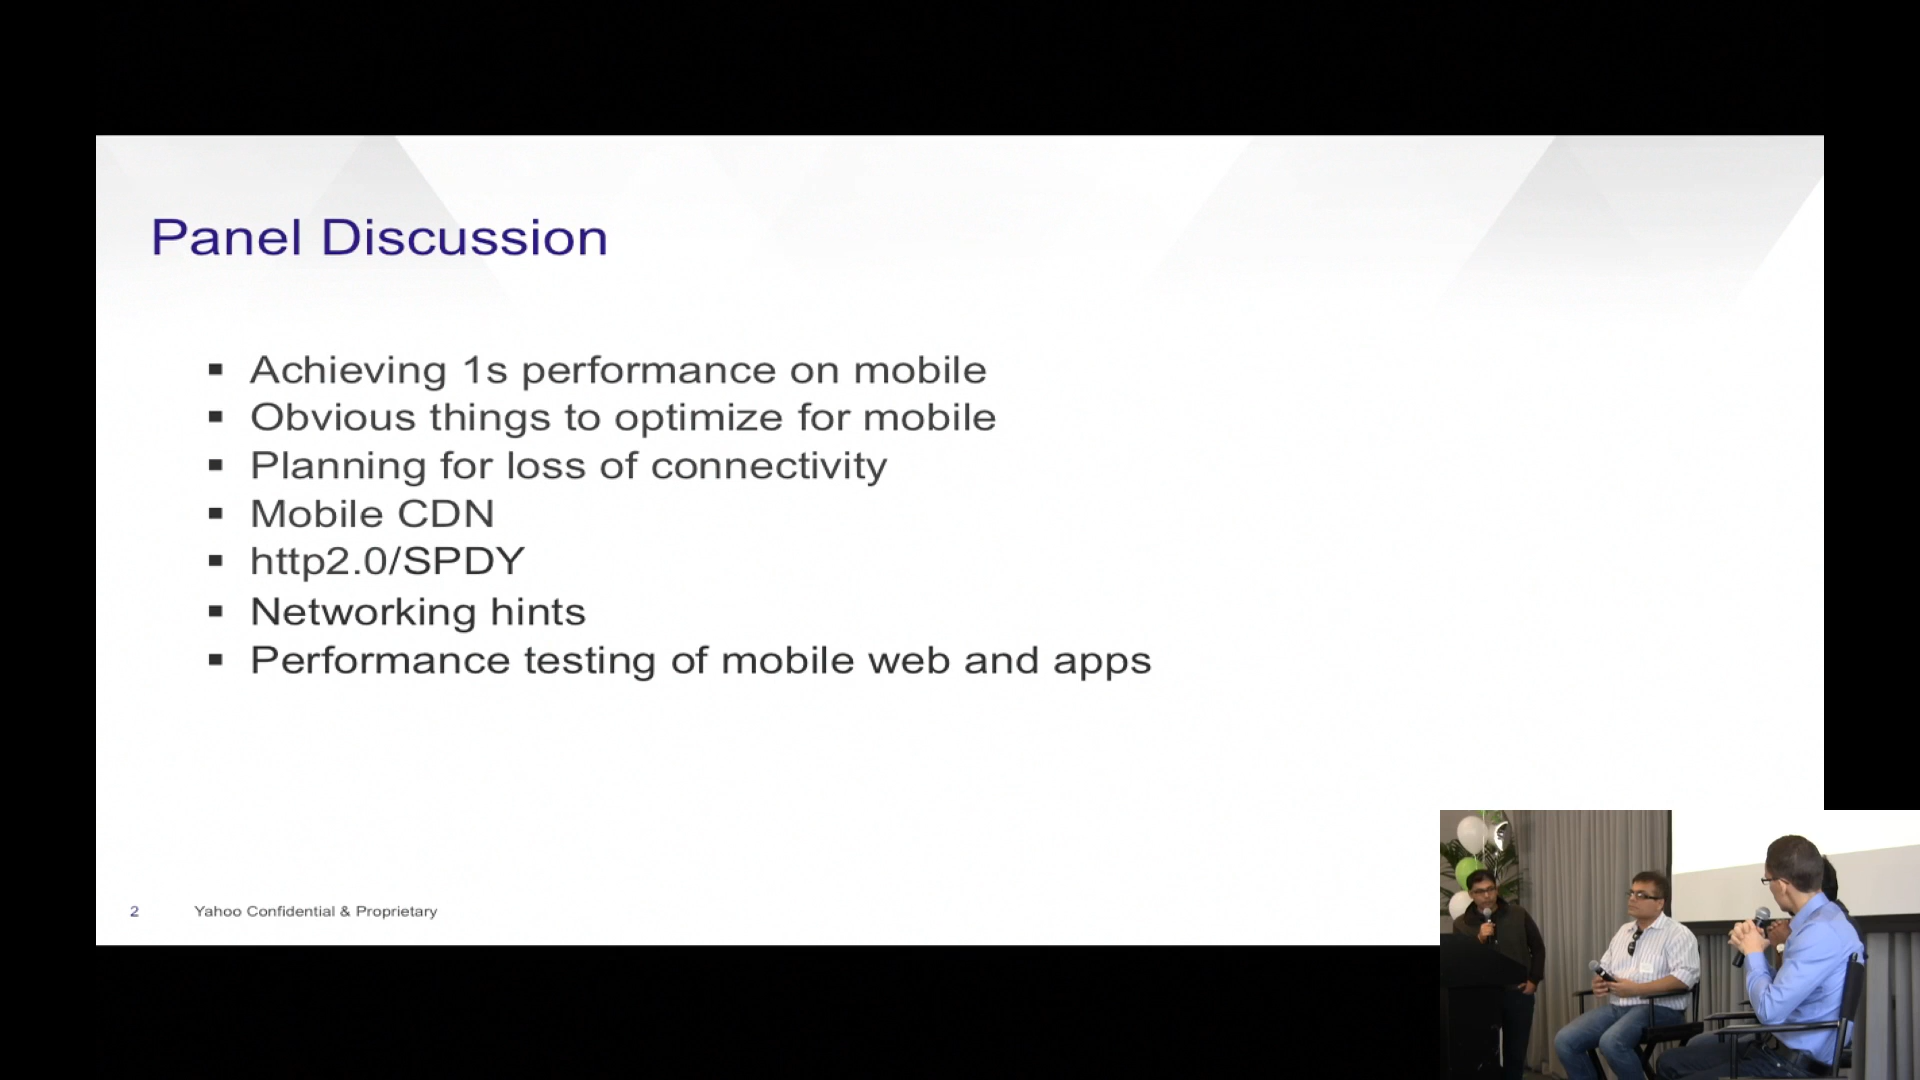 Panel Discussion
Achieving 1s performance on mobile
Obvious things to optimize for mobile
Planning for loss of connectivity
Mobile CDN
http2.0/SPDY
Networking hints
Performance testing of mobile web and apps
2 Yahoo Confidential & Proprietary